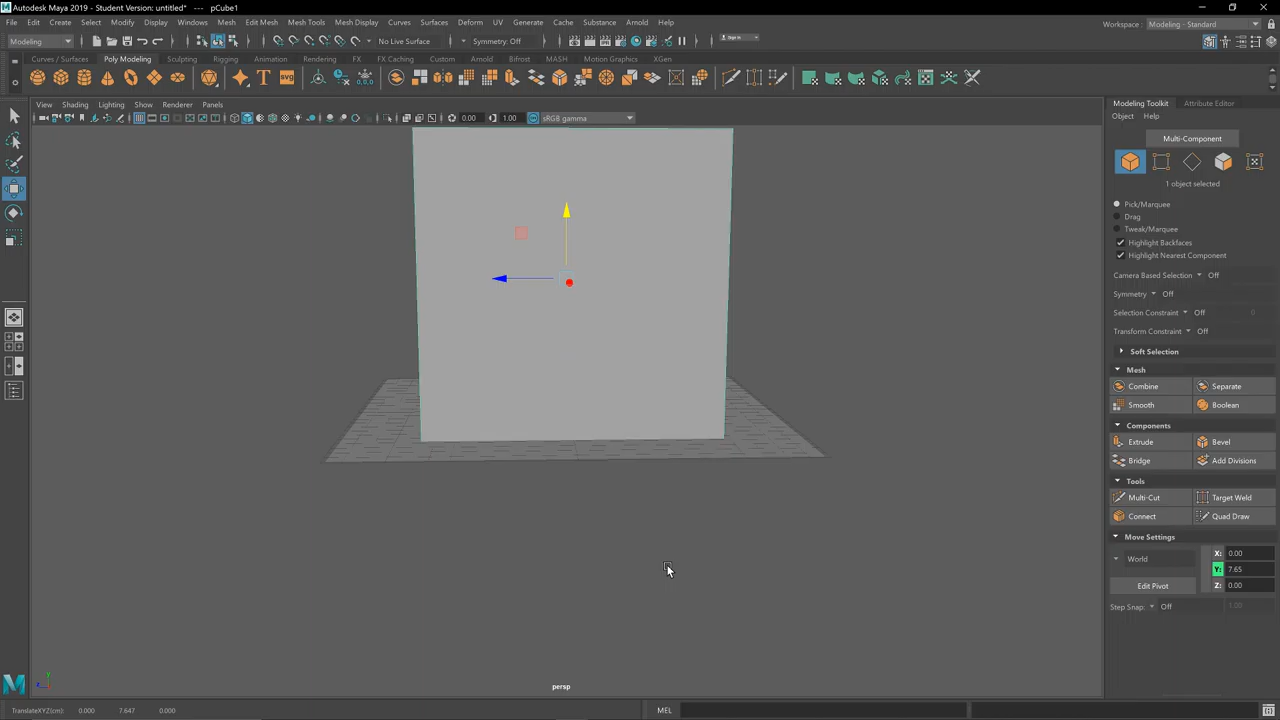 Autodesk Maya 2019 - Student Version: untitled*   ---   pCube1
File Edit Create Select Modify Display Windows Mesh Edit Mesh Mesh Tools Mesh Display Curves Surfaces Deform UV Generate Cache Substance Arnold Help
Workspace : Modeling - Standard
Modeling No Live Surface Symmetry: Off Sign in
Curves / Surfaces Poly Modeling Sculpting Rigging Animation Rendering FX FX Caching Custom Arnold Bifrost MASH Motion Graphics XGen
View Shading Lighting Show Renderer Panels
0.00 1.00 sRGB gamma
Modeling Toolkit Attribute Editor
Object Help
Multi-Component
1 object selected
Pick/Marquee
Drag
Tweak/Marquee
Highlight Backfaces
Highlight Nearest Component
Camera Based Selection Off
Symmetry Off
Selection Constraint Off 0
Transform Constraint Off
Soft Selection
Mesh
Combine Separate
Smooth Boolean
Components
Extrude Bevel
Bridge Add Divisions
Tools
Multi-Cut Target Weld
Connect Quad Draw
Move Settings
World
X: 0.00
Y: 7.65
Z: 0.00
Edit Pivot
Step Snap: Off 1.00
persp
TranslateXYZ(cm): 0.000 7.647 0.000 MEL